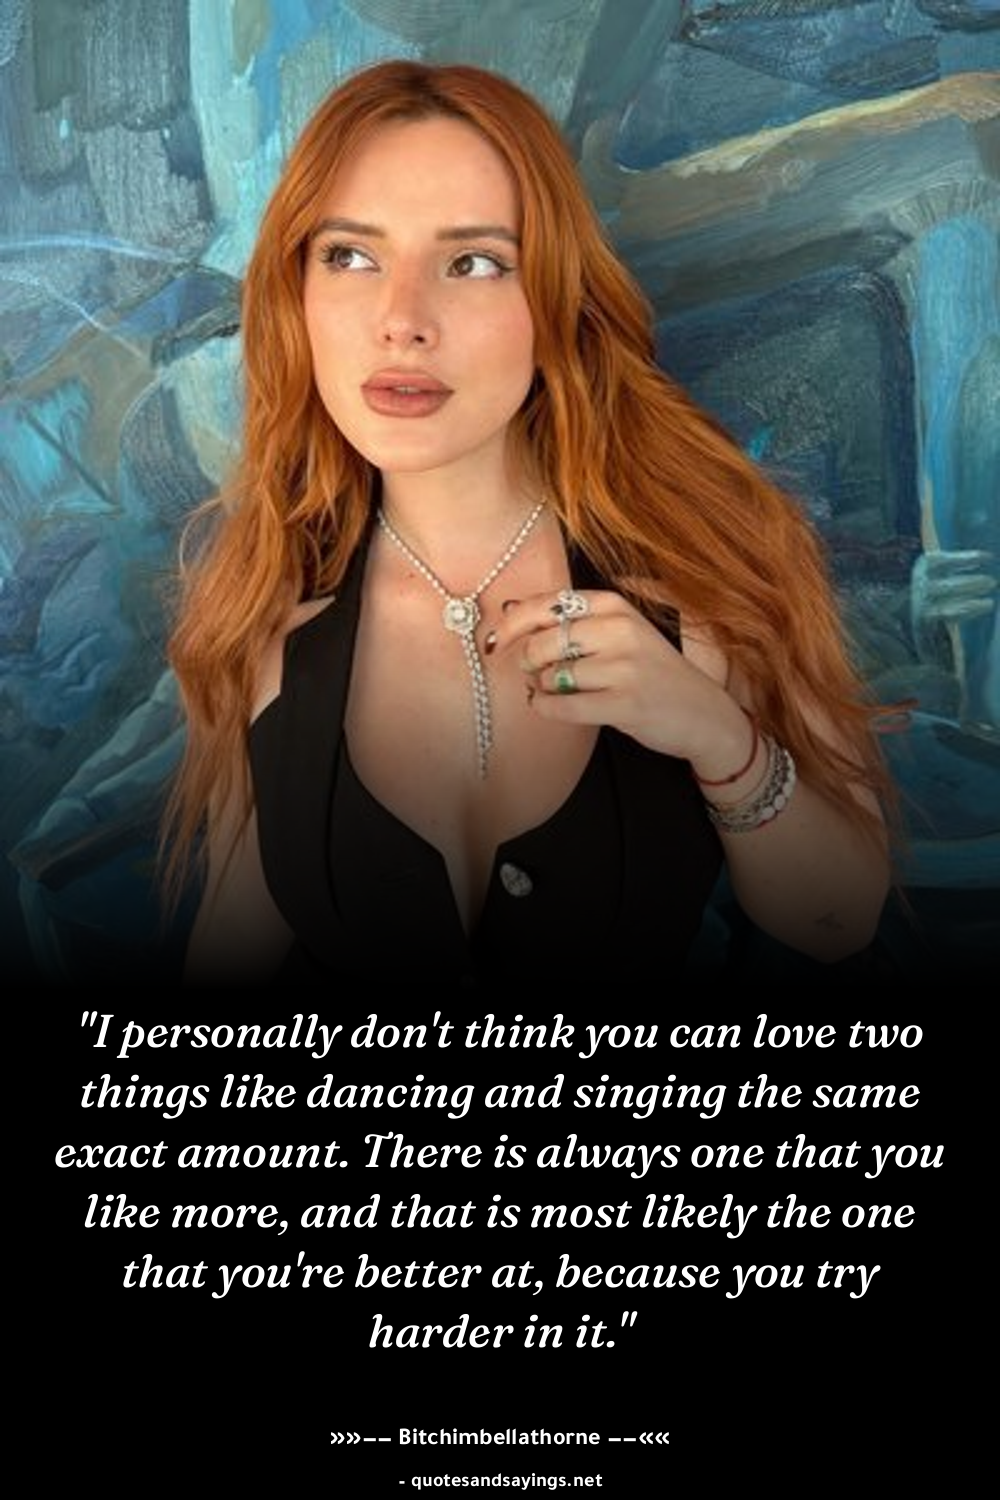 "I personally don't think you can love two
things like dancing and singing the same
exact amount. There is always one that you
like more, and that is most likely the one
that you're better at, because you try
harder in it."
»»–– Bitchimbellathorne ––««
- quotesandsayings.net